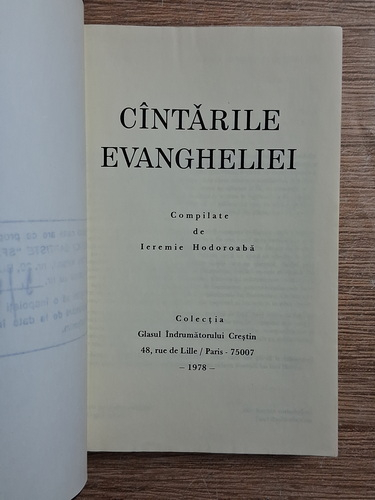 CÎNTĂRILE
EVANGHELIEI
Compilate
de
Ieremie Hodoroabă
Colecția
Glasul Indrumătorului Creștin
48, rue de Lille / Paris - 75007
– 1978 –